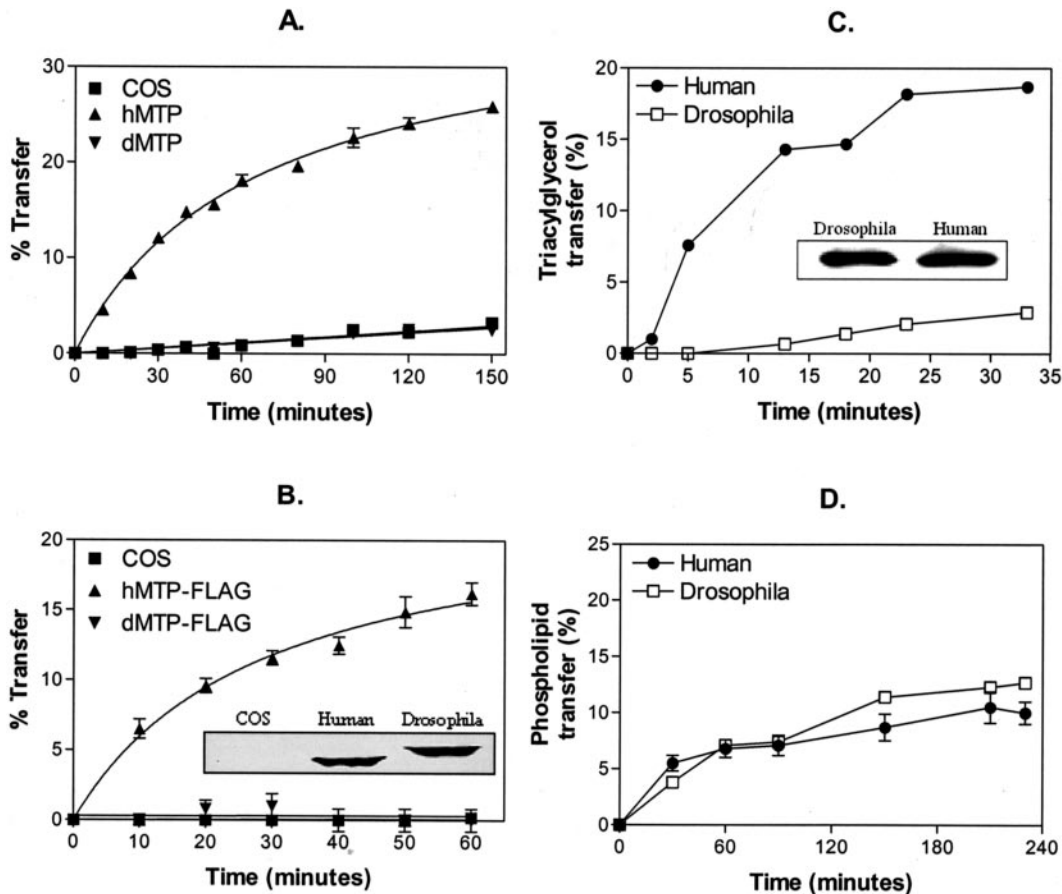 A.
30
20
10
0
% Transfer
COS
hMTP
dMTP
0 30 60 90 120 150
Time (minutes)
C.
20
15
10
5
0
Triacylglycerol
transfer (%)
Human
Drosophila
Drosophila Human
0 5 10 15 20 25 30 35
Time (minutes)
B.
20
15
10
5
0
% Transfer
COS
hMTP-FLAG
dMTP-FLAG
COS Human Drosophila
0 10 20 30 40 50 60
Time (minutes)
D.
25
20
15
10
5
0
Phospholipid
transfer (%)
Human
Drosophila
0 60 120 180 240
Time (minutes)